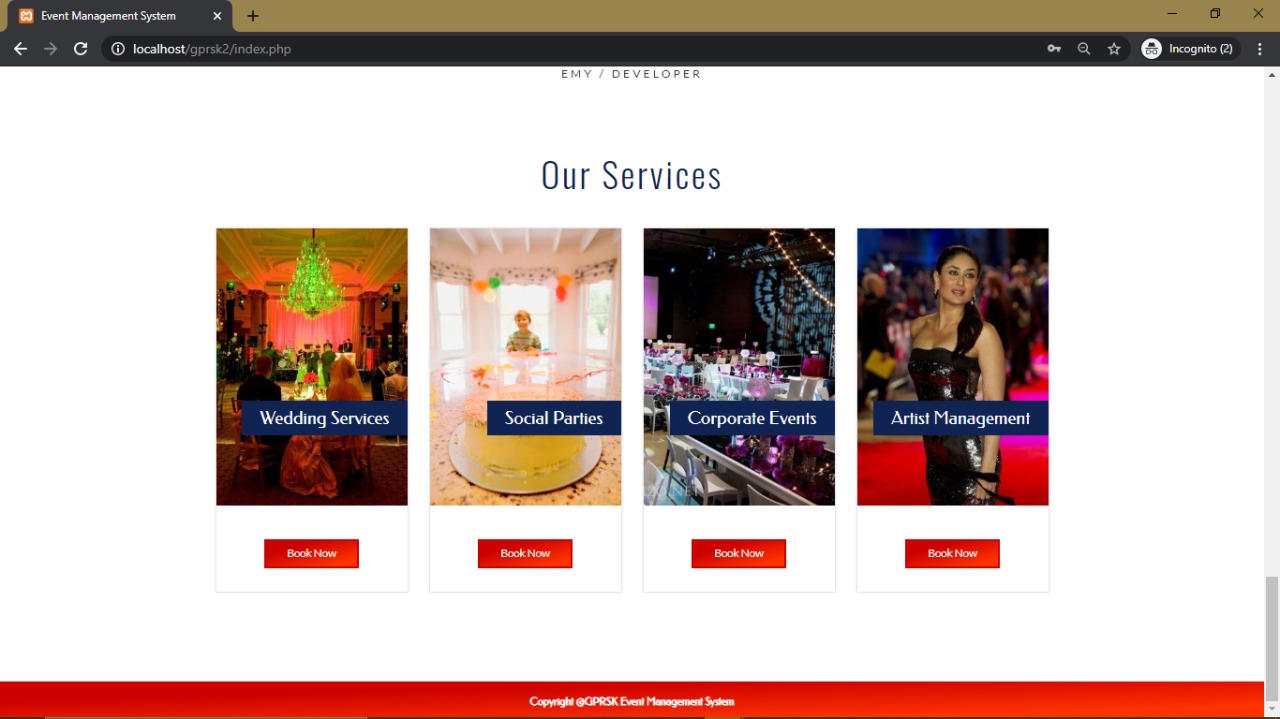 Event Management System
localhost/gprsk2/index.php
Incognito (2)
EMY / DEVELOPER
Our Services
Wedding Services
Social Parties
Corporate Events
Artist Management
Book Now
Book Now
Book Now
Book Now
Copyright @GPRSK Event Management System